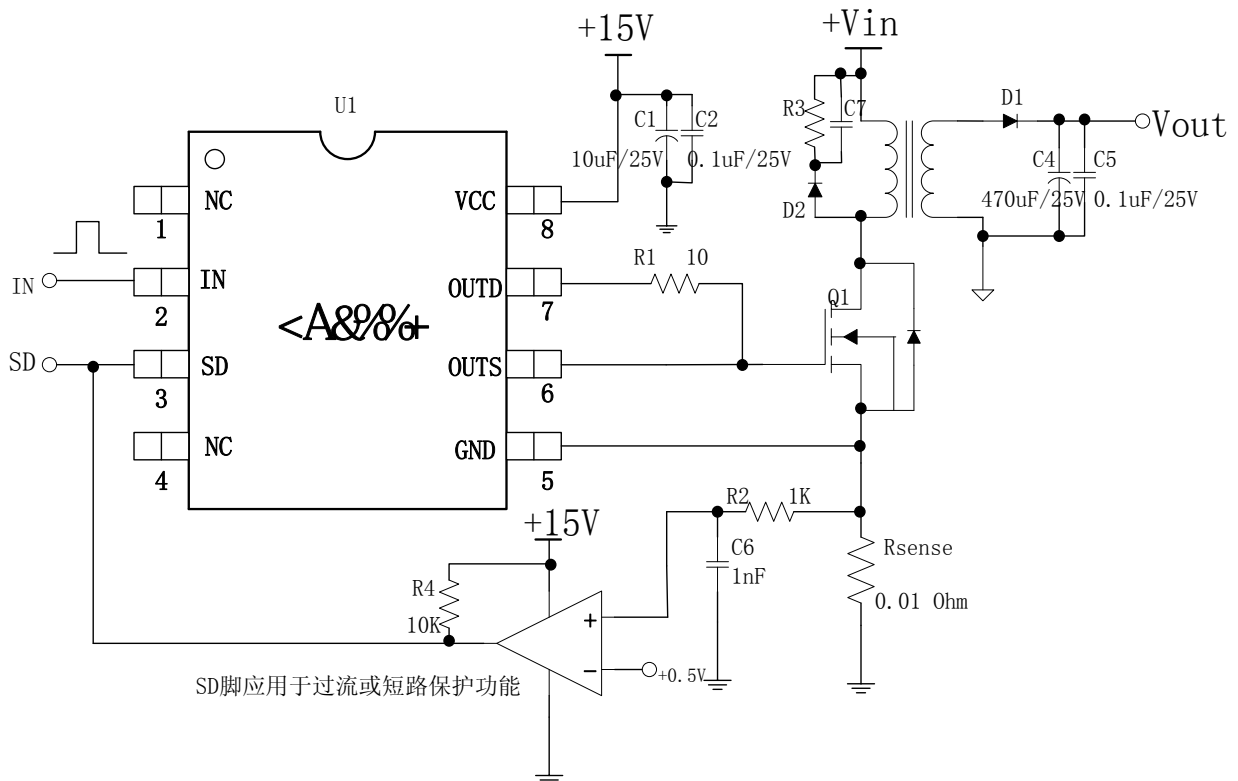 +15V
+Vin
U1
R3
C7
D1
Vout
C1
C2
10uF/25V
0.1uF/25V
C4
C5
470uF/25V
0.1uF/25V
D2
NC
1
VCC
8
IN
IN
2
OUTD
7
R1
10
<A&%%+
Q1
SD
SD
3
OUTS
6
NC
4
GND
5
+15V
R2
1K
C6
1nF
Rsense
0.01 Ohm
R4
10K
+
-
+0.5V
SD脚应用于过流或短路保护功能